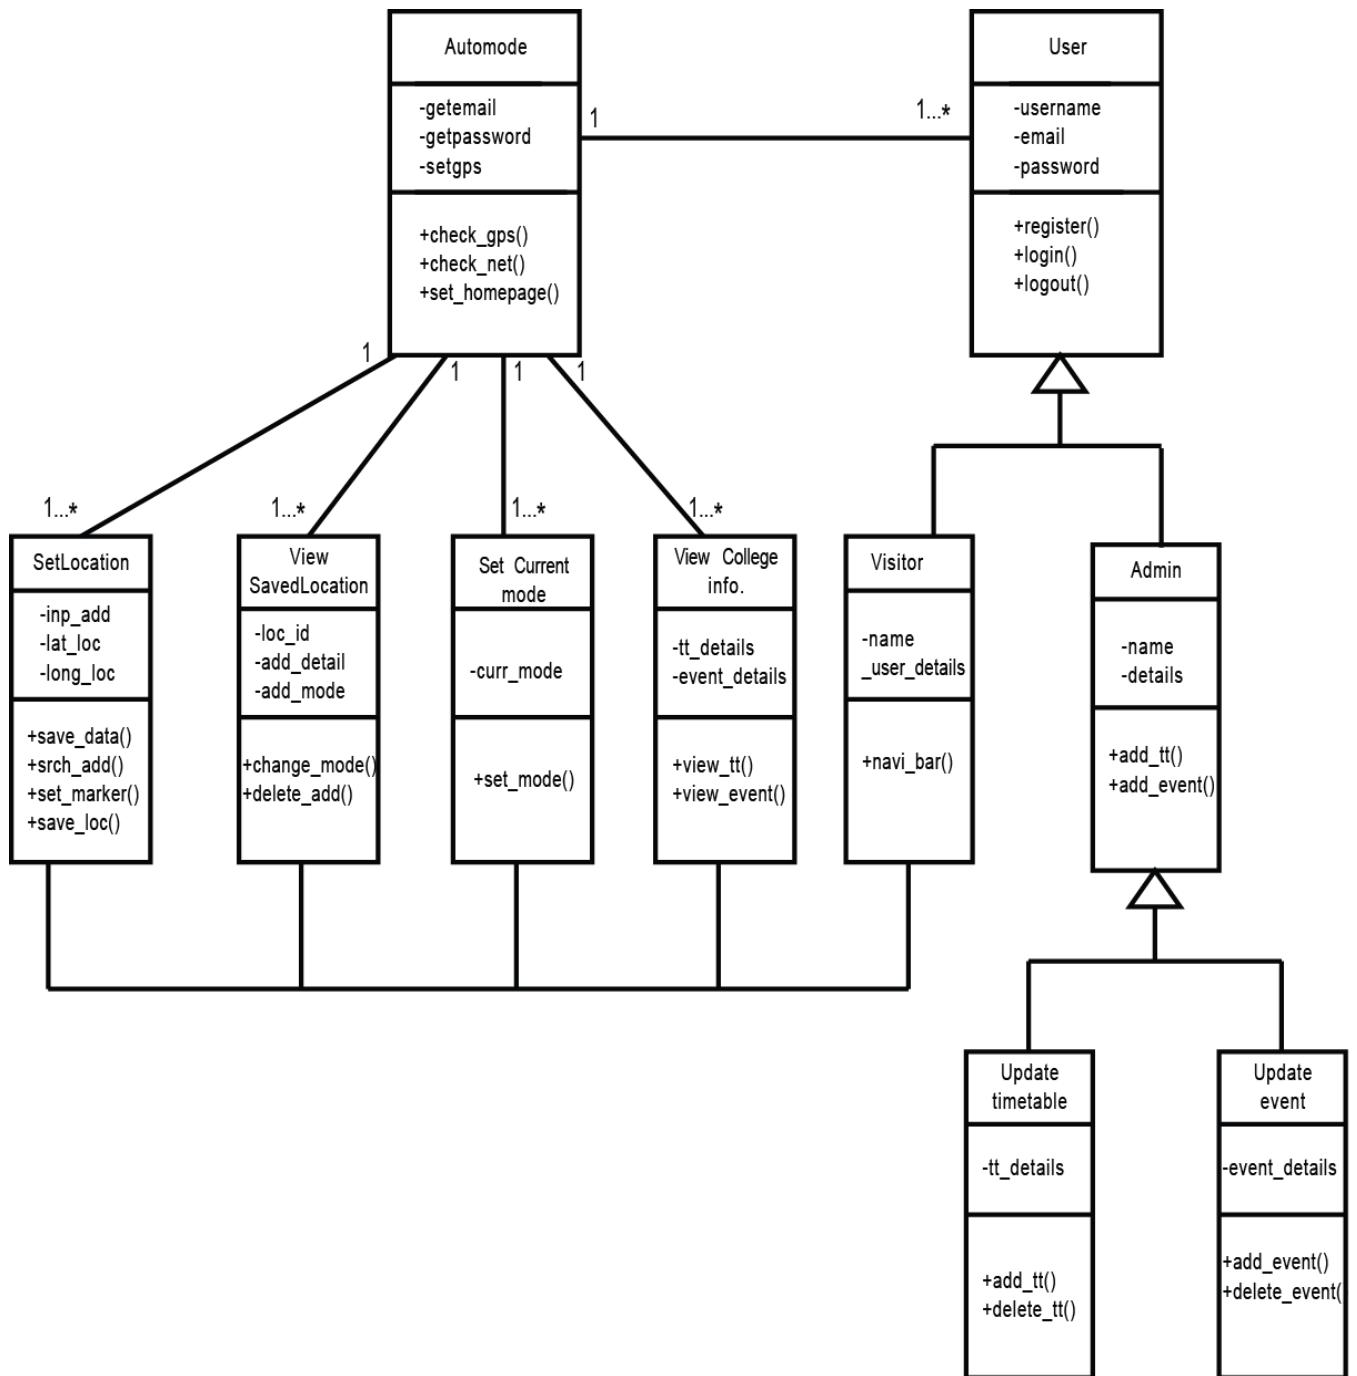 Automode
-getemail
-getpassword
-setgps
+check_gps()
+check_net()
+set_homepage()
1
1...*
User
-username
-email
-password
+register()
+login()
+logout()
1
1
1
1
1...*
1...*
1...*
1...*
SetLocation
-inp_add
-lat_loc
-long_loc
+save_data()
+srch_add()
+set_marker()
+save_loc()
View
SavedLocation
-loc_id
-add_detail
-add_mode
+change_mode()
+delete_add()
Set Current
mode
-curr_mode
+set_mode()
View College
info.
-tt_details
-event_details
+view_tt()
+view_event()
Visitor
-name
_user_details
+navi_bar()
Admin
-name
-details
+add_tt()
+add_event()
Update
timetable
-tt_details
+add_tt()
+delete_tt()
Update
event
-event_details
+add_event()
+delete_event(